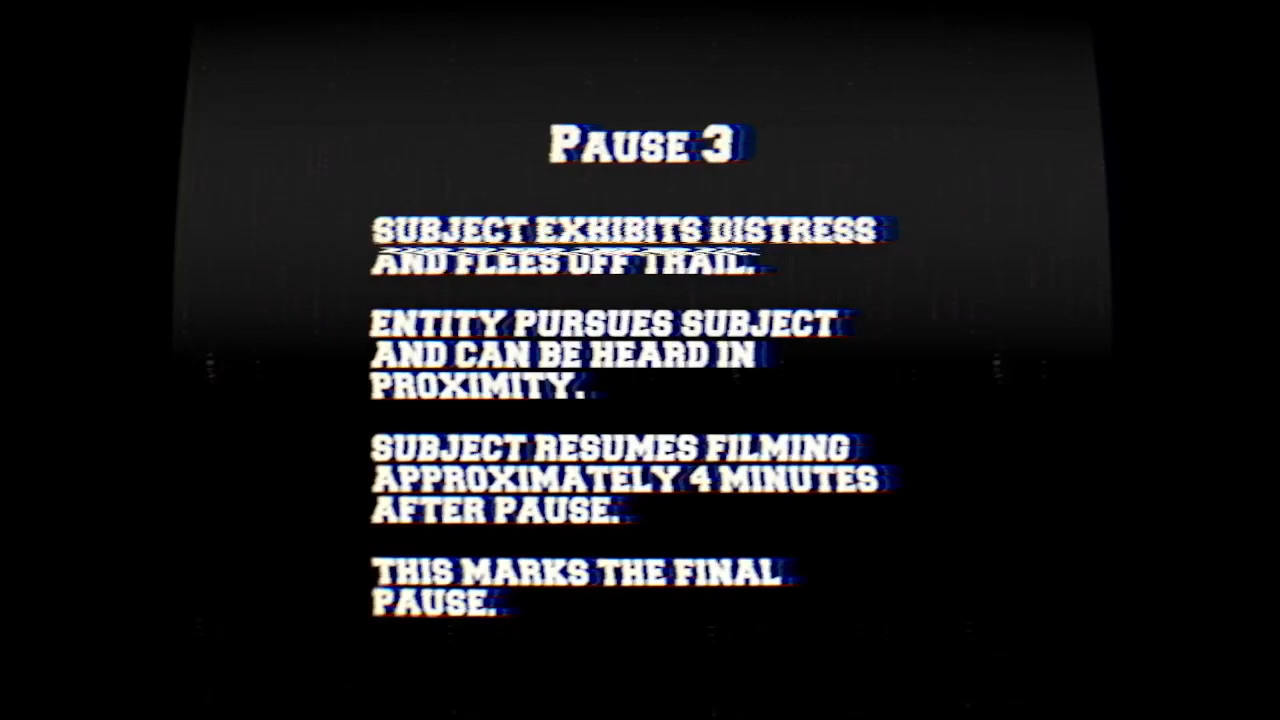 PAUSE 3
SUBJECT EXHIBITS DISTRESS
AND FLEES OFF TRAIL.
ENTITY PURSUES SUBJECT
AND CAN BE HEARD IN
PROXIMITY.
SUBJECT RESUMES FILMING
APPROXIMATELY 4 MINUTES
AFTER PAUSE.
THIS MARKS THE FINAL
PAUSE.